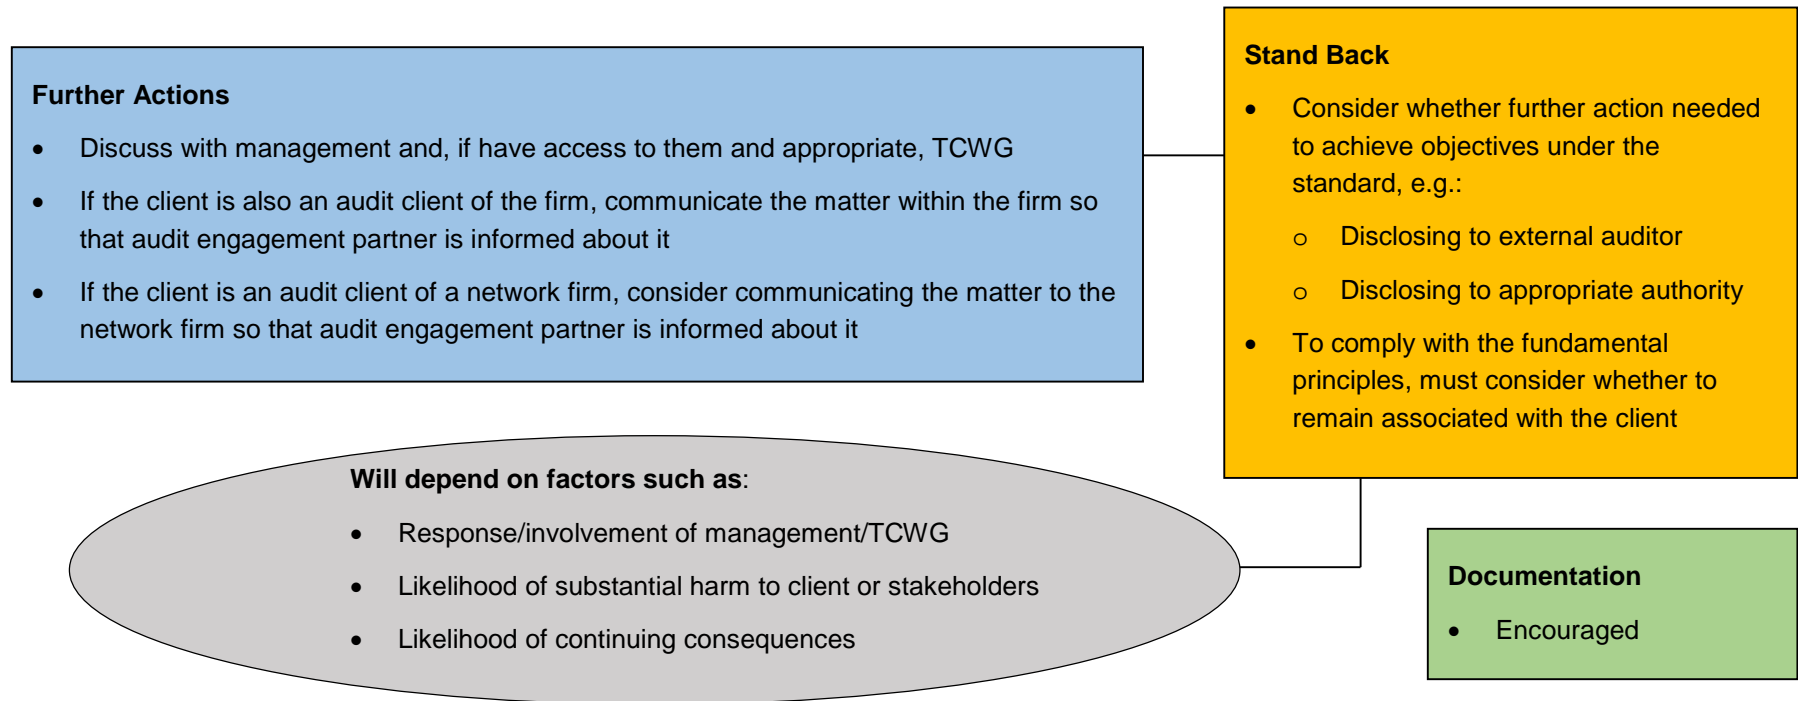 Further Actions
• Discuss with management and, if have access to them and appropriate, TCWG
• If the client is also an audit client of the firm, communicate the matter within the firm so
that audit engagement partner is informed about it
• If the client is an audit client of a network firm, consider communicating the matter to the
network firm so that audit engagement partner is informed about it
Stand Back
• Consider whether further action needed
to achieve objectives under the
standard, e.g.:
o Disclosing to external auditor
o Disclosing to appropriate authority
• To comply with the fundamental
principles, must consider whether to
remain associated with the client
Will depend on factors such as:
• Response/involvement of management/TCWG
• Likelihood of substantial harm to client or stakeholders
• Likelihood of continuing consequences
Documentation
• Encouraged